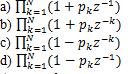 a) ∏_{k=1}^{N}(1 + p_k z^{-1})
b) ∏_{k=1}^{N}(1 + p_k z^{-k})
c) ∏_{k=1}^{N}(1 − p_k z^{-k})
d) ∏_{k=1}^{N}(1 − p_k z^{-1})